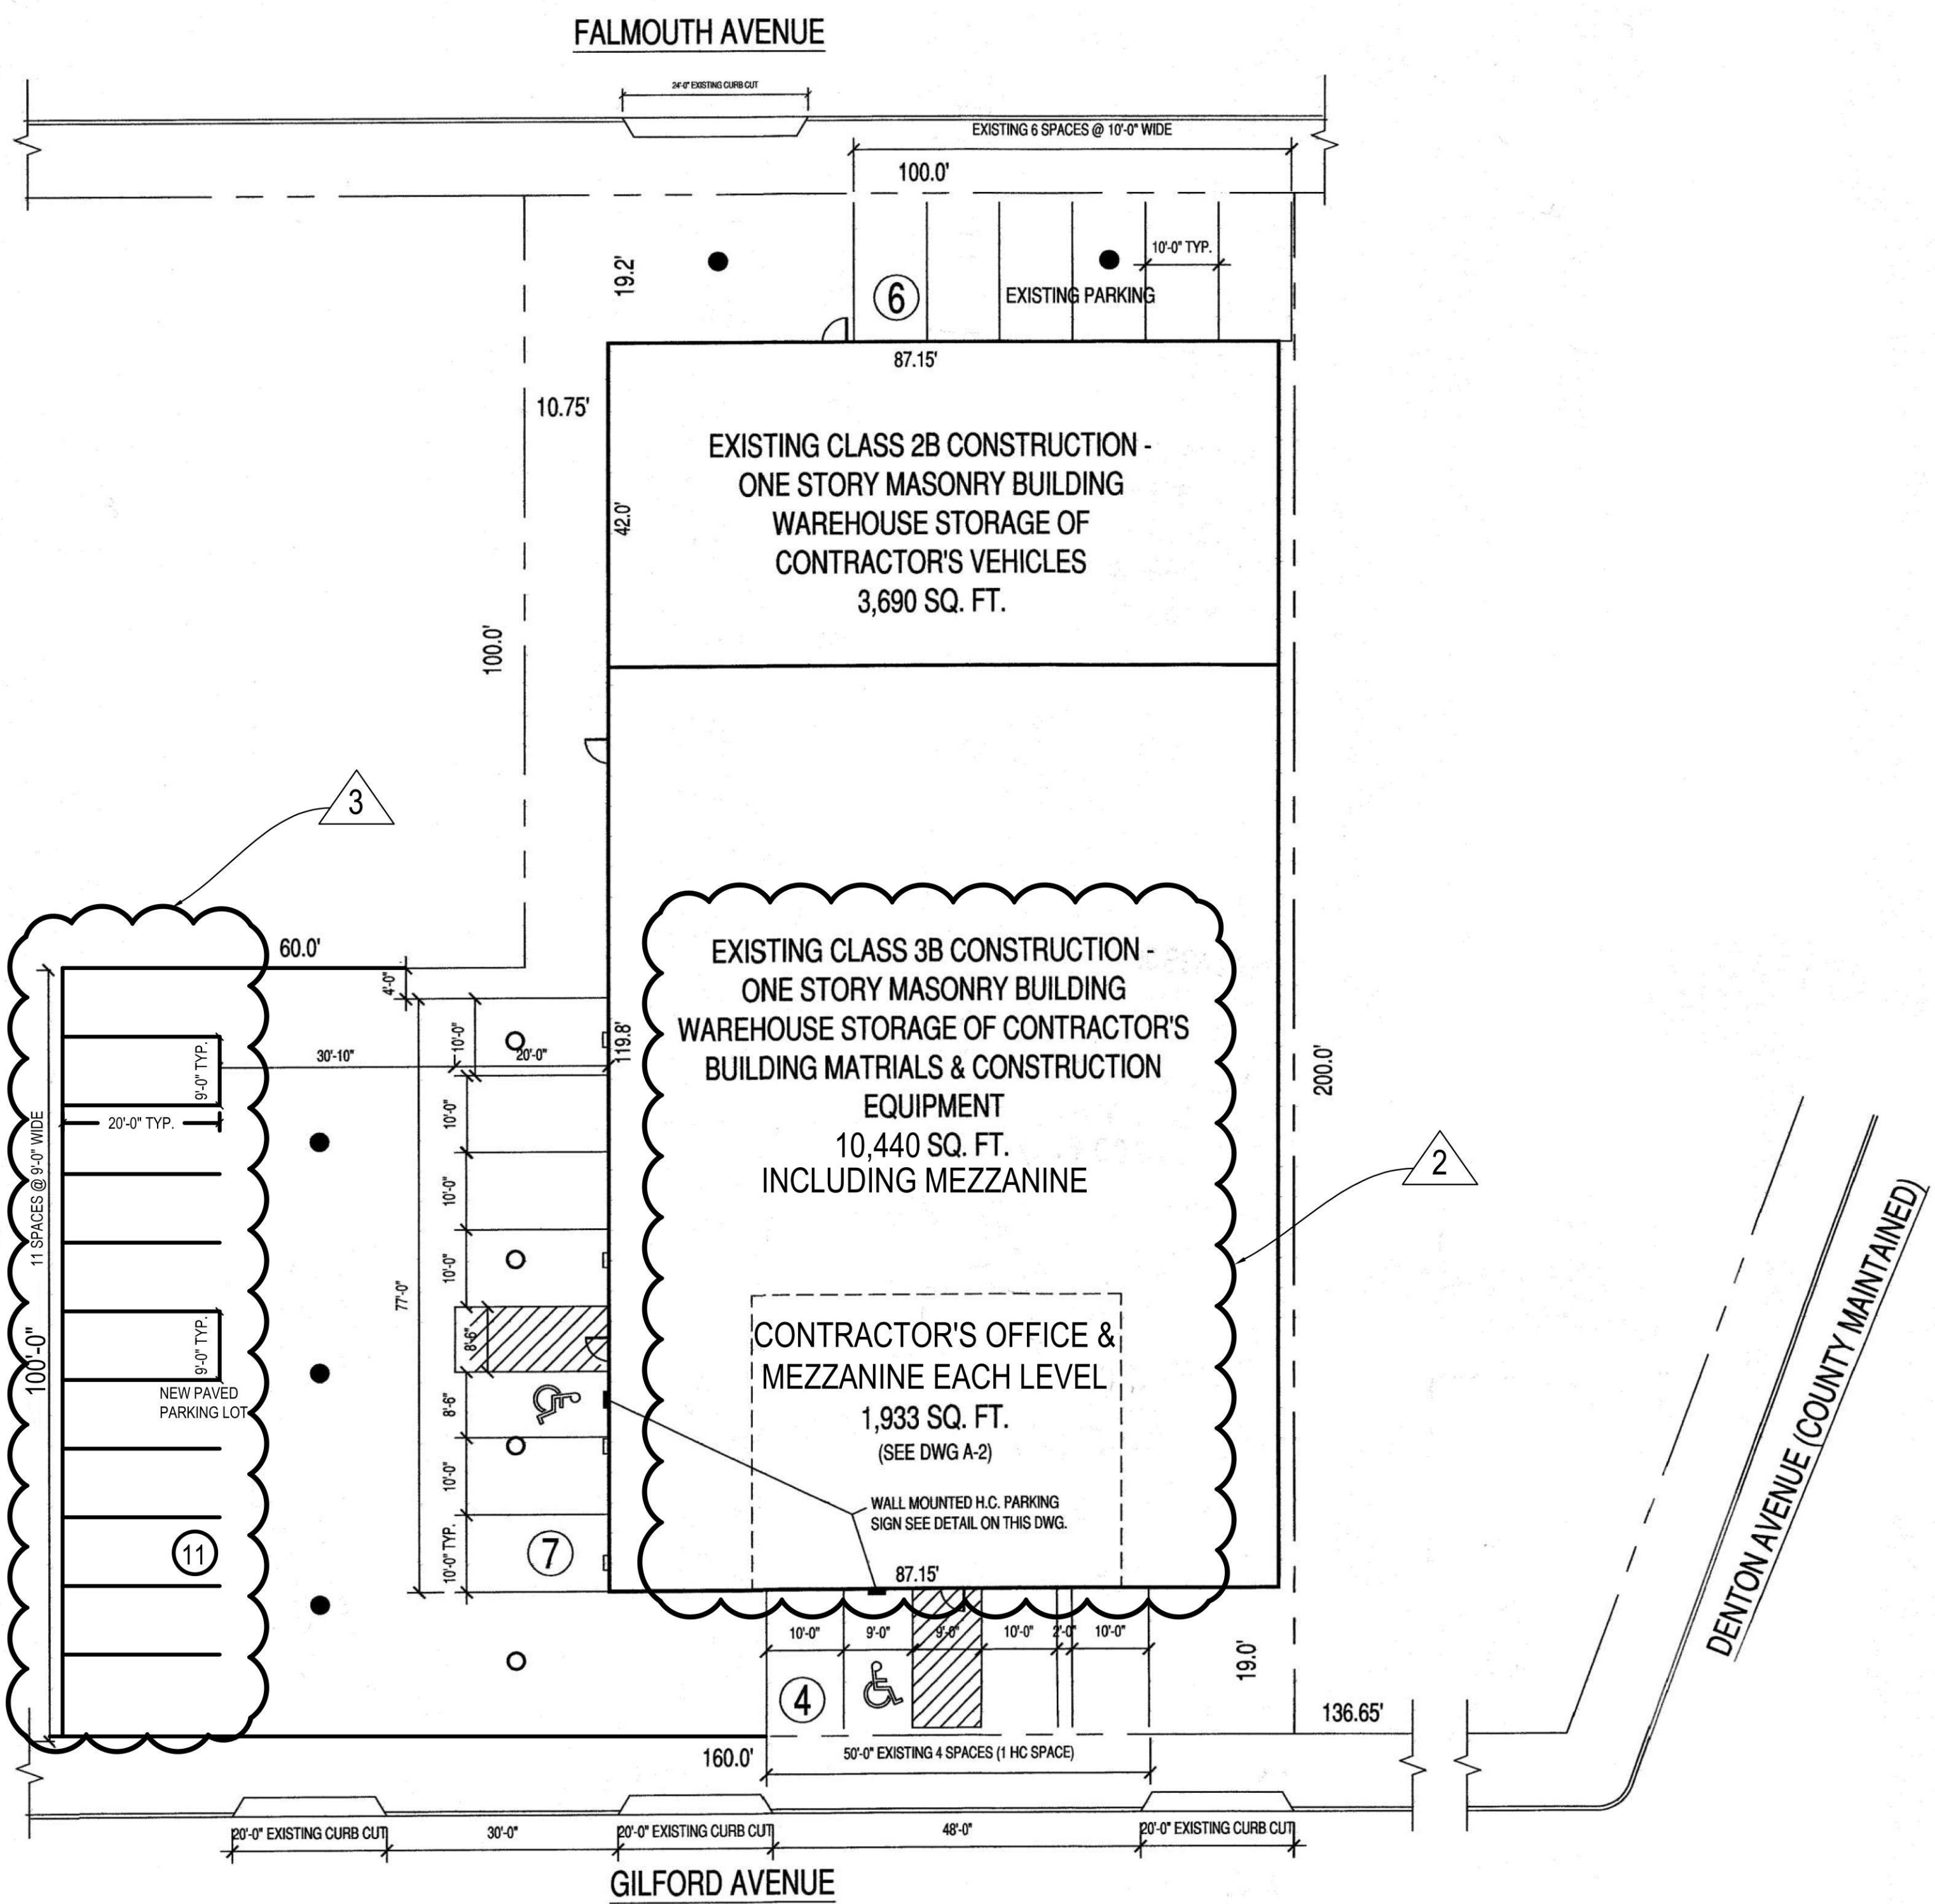 FALMOUTH AVENUE
24'-0" EXISTING CURB CUT
EXISTING 6 SPACES @ 10'-0" WIDE
100.0'
19.2'
10'-0" TYP.
6
EXISTING PARKING
87.15'
10.75'
EXISTING CLASS 2B CONSTRUCTION -
ONE STORY MASONRY BUILDING
WAREHOUSE STORAGE OF
CONTRACTOR'S VEHICLES
3,690 SQ. FT.
42.0'
100.0'
3
60.0'
4'-0"
EXISTING CLASS 3B CONSTRUCTION -
ONE STORY MASONRY BUILDING
WAREHOUSE STORAGE OF CONTRACTOR'S
BUILDING MATRIALS & CONSTRUCTION
EQUIPMENT
10,440 SQ. FT.
INCLUDING MEZZANINE
119.8'
200.0'
2
10'-0"
20'-0"
30'-10"
9'-0" TYP.
20'-0" TYP.
11 SPACES @ 9'-0" WIDE
100'-0"
10'-0"
10'-0"
10'-0"
77'-0"
8'-6"
8'-6"
10'-0"
10'-0" TYP.
9'-0" TYP.
NEW PAVED
PARKING LOT
11
7
CONTRACTOR'S OFFICE &
MEZZANINE EACH LEVEL
1,933 SQ. FT.
(SEE DWG A-2)
WALL MOUNTED H.C. PARKING
SIGN SEE DETAIL ON THIS DWG.
87.15'
10'-0"
9'-0"
9'-0"
10'-0"
2'-0"
10'-0"
4
19.0'
136.65'
DENTON AVENUE (COUNTY MAINTAINED)
160.0'
50'-0" EXISTING 4 SPACES (1 HC SPACE)
20'-0" EXISTING CURB CUT
30'-0"
20'-0" EXISTING CURB CUT
48'-0"
20'-0" EXISTING CURB CUT
GILFORD AVENUE